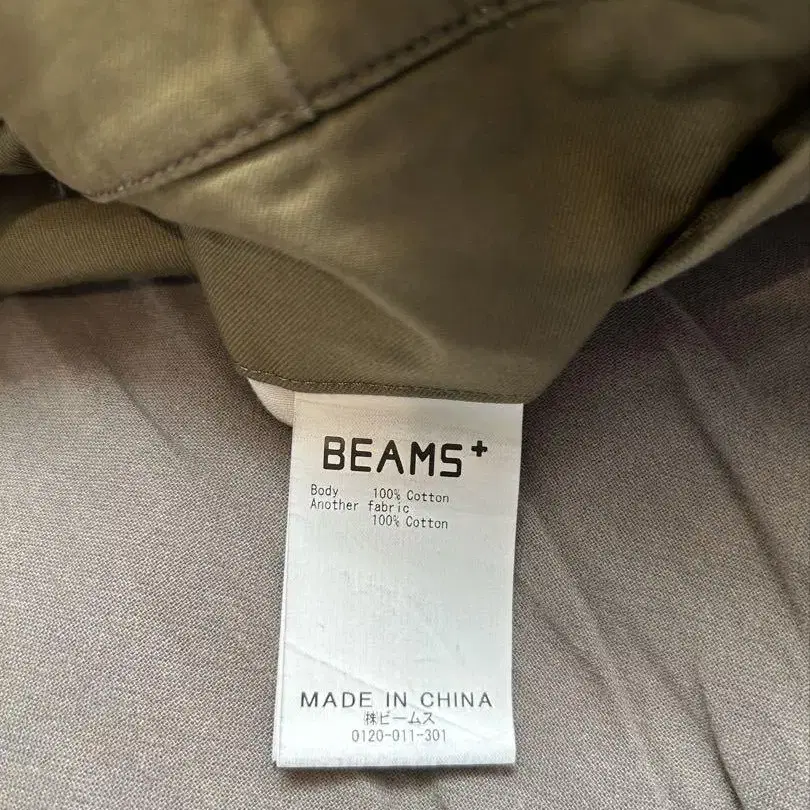 BEAMS+
Body 100% Cotton
Another fabric
100% Cotton
MADE IN CHINA
㈱ビームス
0120-011-301